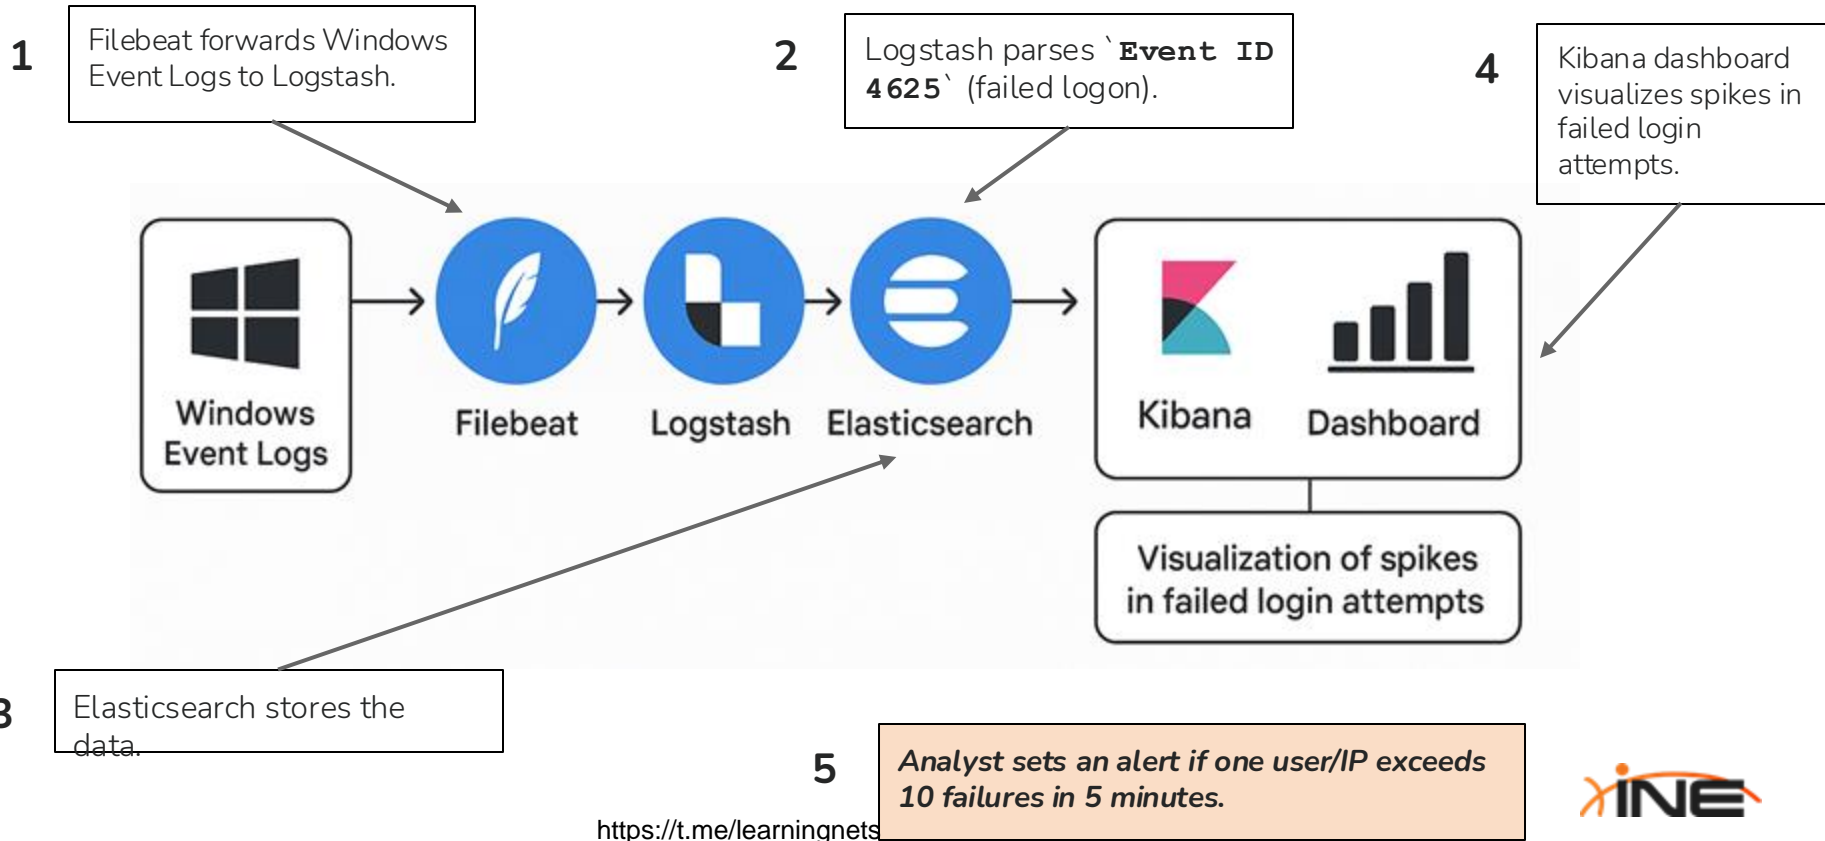 1
Filebeat forwards Windows
Event Logs to Logstash.
2
Logstash parses `Event ID
4625` (failed logon).
4
Kibana dashboard
visualizes spikes in
failed login
attempts.
Windows
Event Logs
Filebeat
Logstash
Elasticsearch
Kibana
Dashboard
Visualization of spikes
in failed login attempts
3
Elasticsearch stores the
data.
5
Analyst sets an alert if one user/IP exceeds
10 failures in 5 minutes.
https://t.me/learningnets
INE